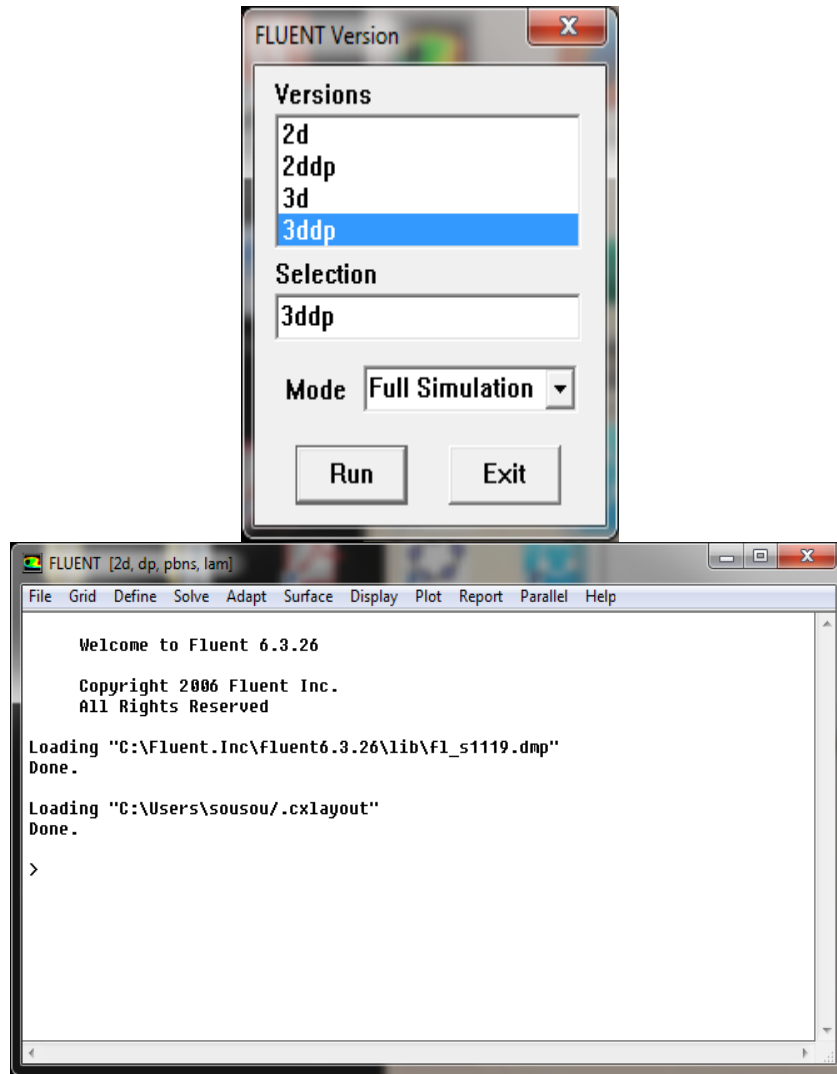 FLUENT Version
Versions
2d
2ddp
3d
3ddp
Selection
3ddp
Mode Full Simulation
Run Exit
FLUENT [2d, dp, pbns, lam]
File Grid Define Solve Adapt Surface Display Plot Report Parallel Help
Welcome to Fluent 6.3.26
Copyright 2006 Fluent Inc.
All Rights Reserved
Loading "C:\Fluent.Inc\fluent6.3.26\lib\fl_s1119.dmp"
Done.
Loading "C:\Users\sousou/.cxlayout"
Done.
>